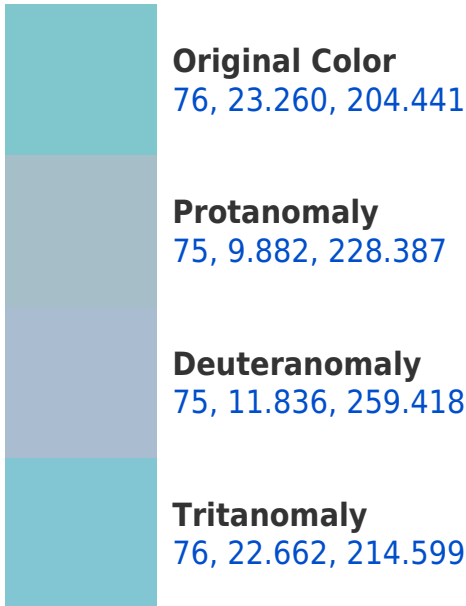 Original Color
76, 23.260, 204.441
Protanomaly
75, 9.882, 228.387
Deuteranomaly
75, 11.836, 259.418
Tritanomaly
76, 22.662, 214.599